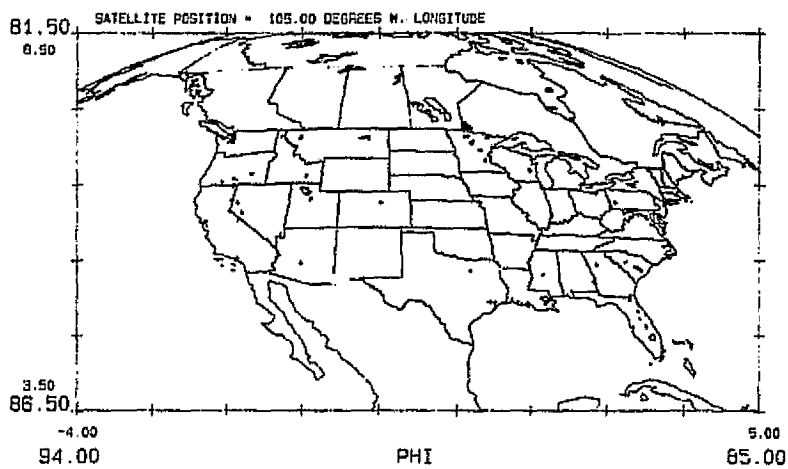 SATELLITE POSITION = 105.00 DEGREES W. LONGITUDE
81.50
8.50
3.50
86.50
-4.00 5.00
94.00 PHI 85.00